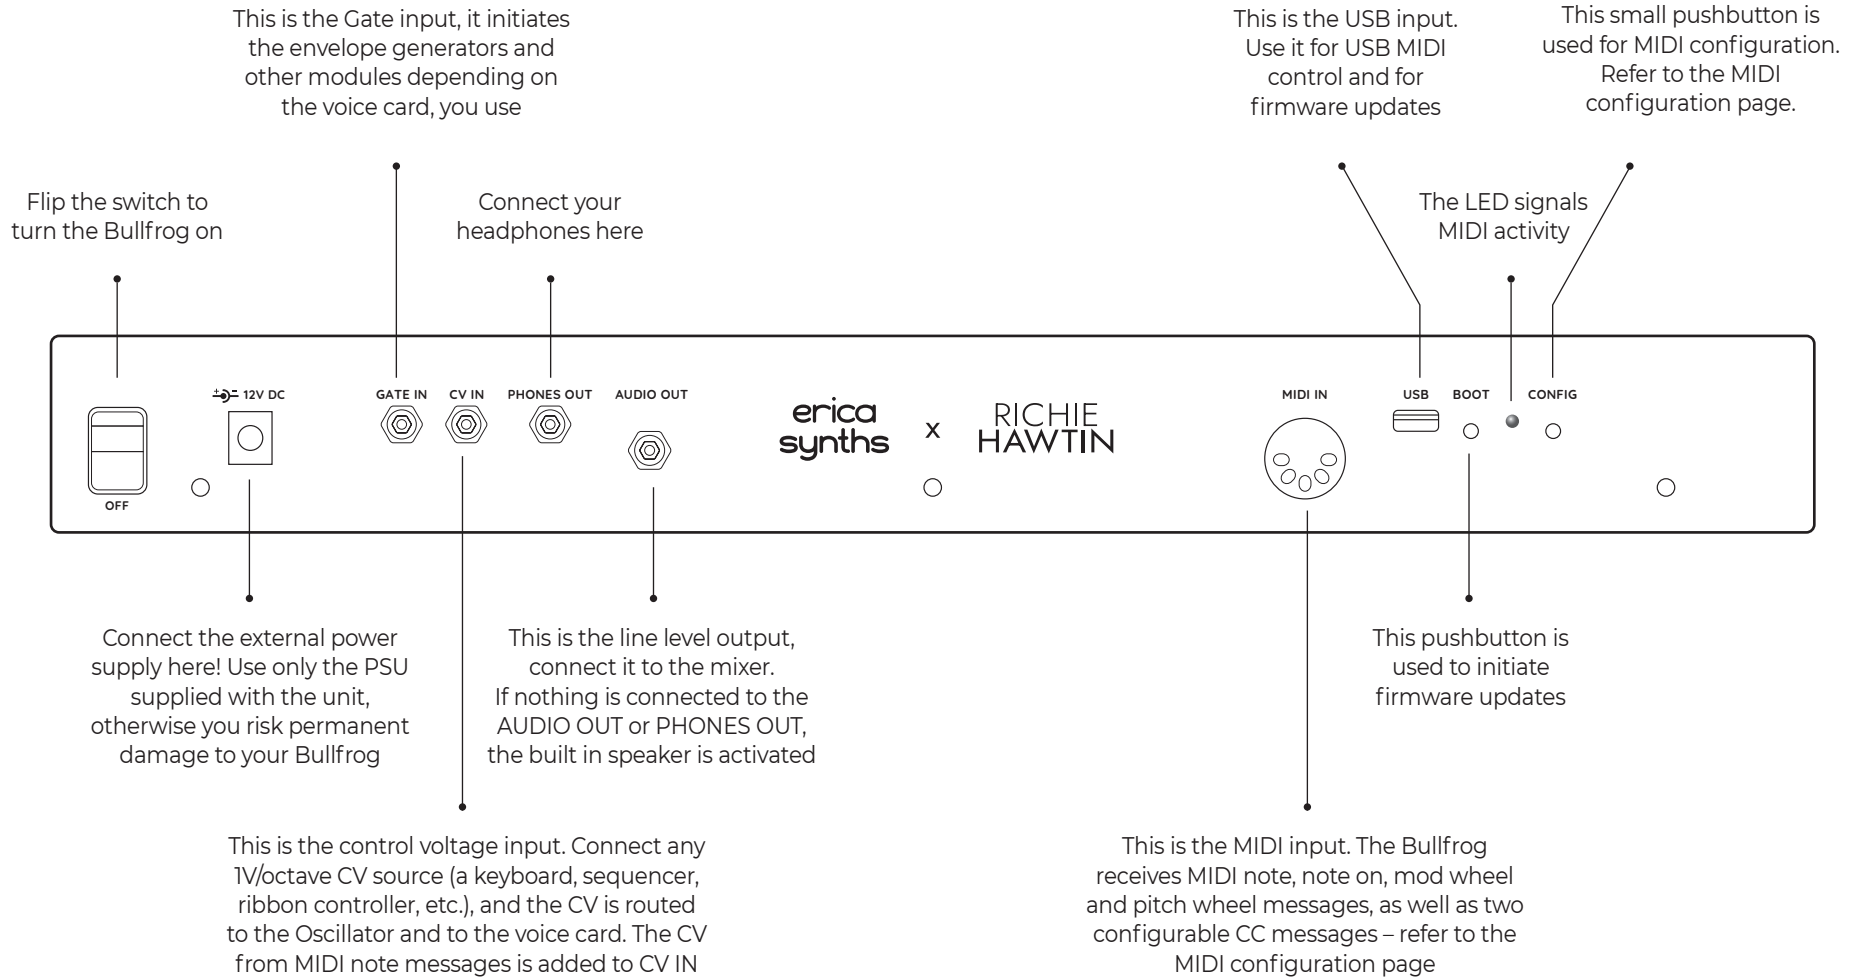 This is the Gate input, it initiates
the envelope generators and
other modules depending on
the voice card, you use
This is the USB input.
Use it for USB MIDI
control and for
firmware updates
This small pushbutton is
used for MIDI configuration.
Refer to the MIDI
configuration page.
Flip the switch to
turn the Bullfrog on
Connect your
headphones here
The LED signals
MIDI activity
+ - 12V DC
GATE IN
CV IN
PHONES OUT
AUDIO OUT
erica
synths
x
RICHIE
HAWTIN
MIDI IN
USB
BOOT
CONFIG
OFF
Connect the external power
supply here! Use only the PSU
supplied with the unit,
otherwise you risk permanent
damage to your Bullfrog
This is the line level output,
connect it to the mixer.
If nothing is connected to the
AUDIO OUT or PHONES OUT,
the built in speaker is activated
This pushbutton is
used to initiate
firmware updates
This is the control voltage input. Connect any
1V/octave CV source (a keyboard, sequencer,
ribbon controller, etc.), and the CV is routed
to the Oscillator and to the voice card. The CV
from MIDI note messages is added to CV IN
This is the MIDI input. The Bullfrog
receives MIDI note, note on, mod wheel
and pitch wheel messages, as well as two
configurable CC messages – refer to the
MIDI configuration page